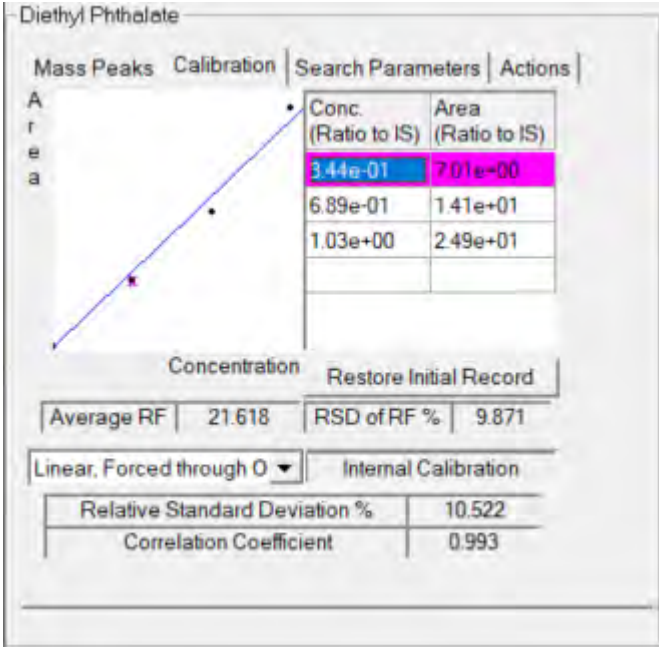 Diethyl Phthalate
Mass Peaks Calibration Search Parameters Actions
Area
Conc. (Ratio to IS) Area (Ratio to IS)
3.44e-01 7.01e+00
6.89e-01 1.41e+01
1.03e+00 2.49e+01
Concentration
Restore Initial Record
Average RF 21.618 RSD of RF % 9.871
Linear, Forced through O Internal Calibration
Relative Standard Deviation % 10.522
Correlation Coefficient 0.993